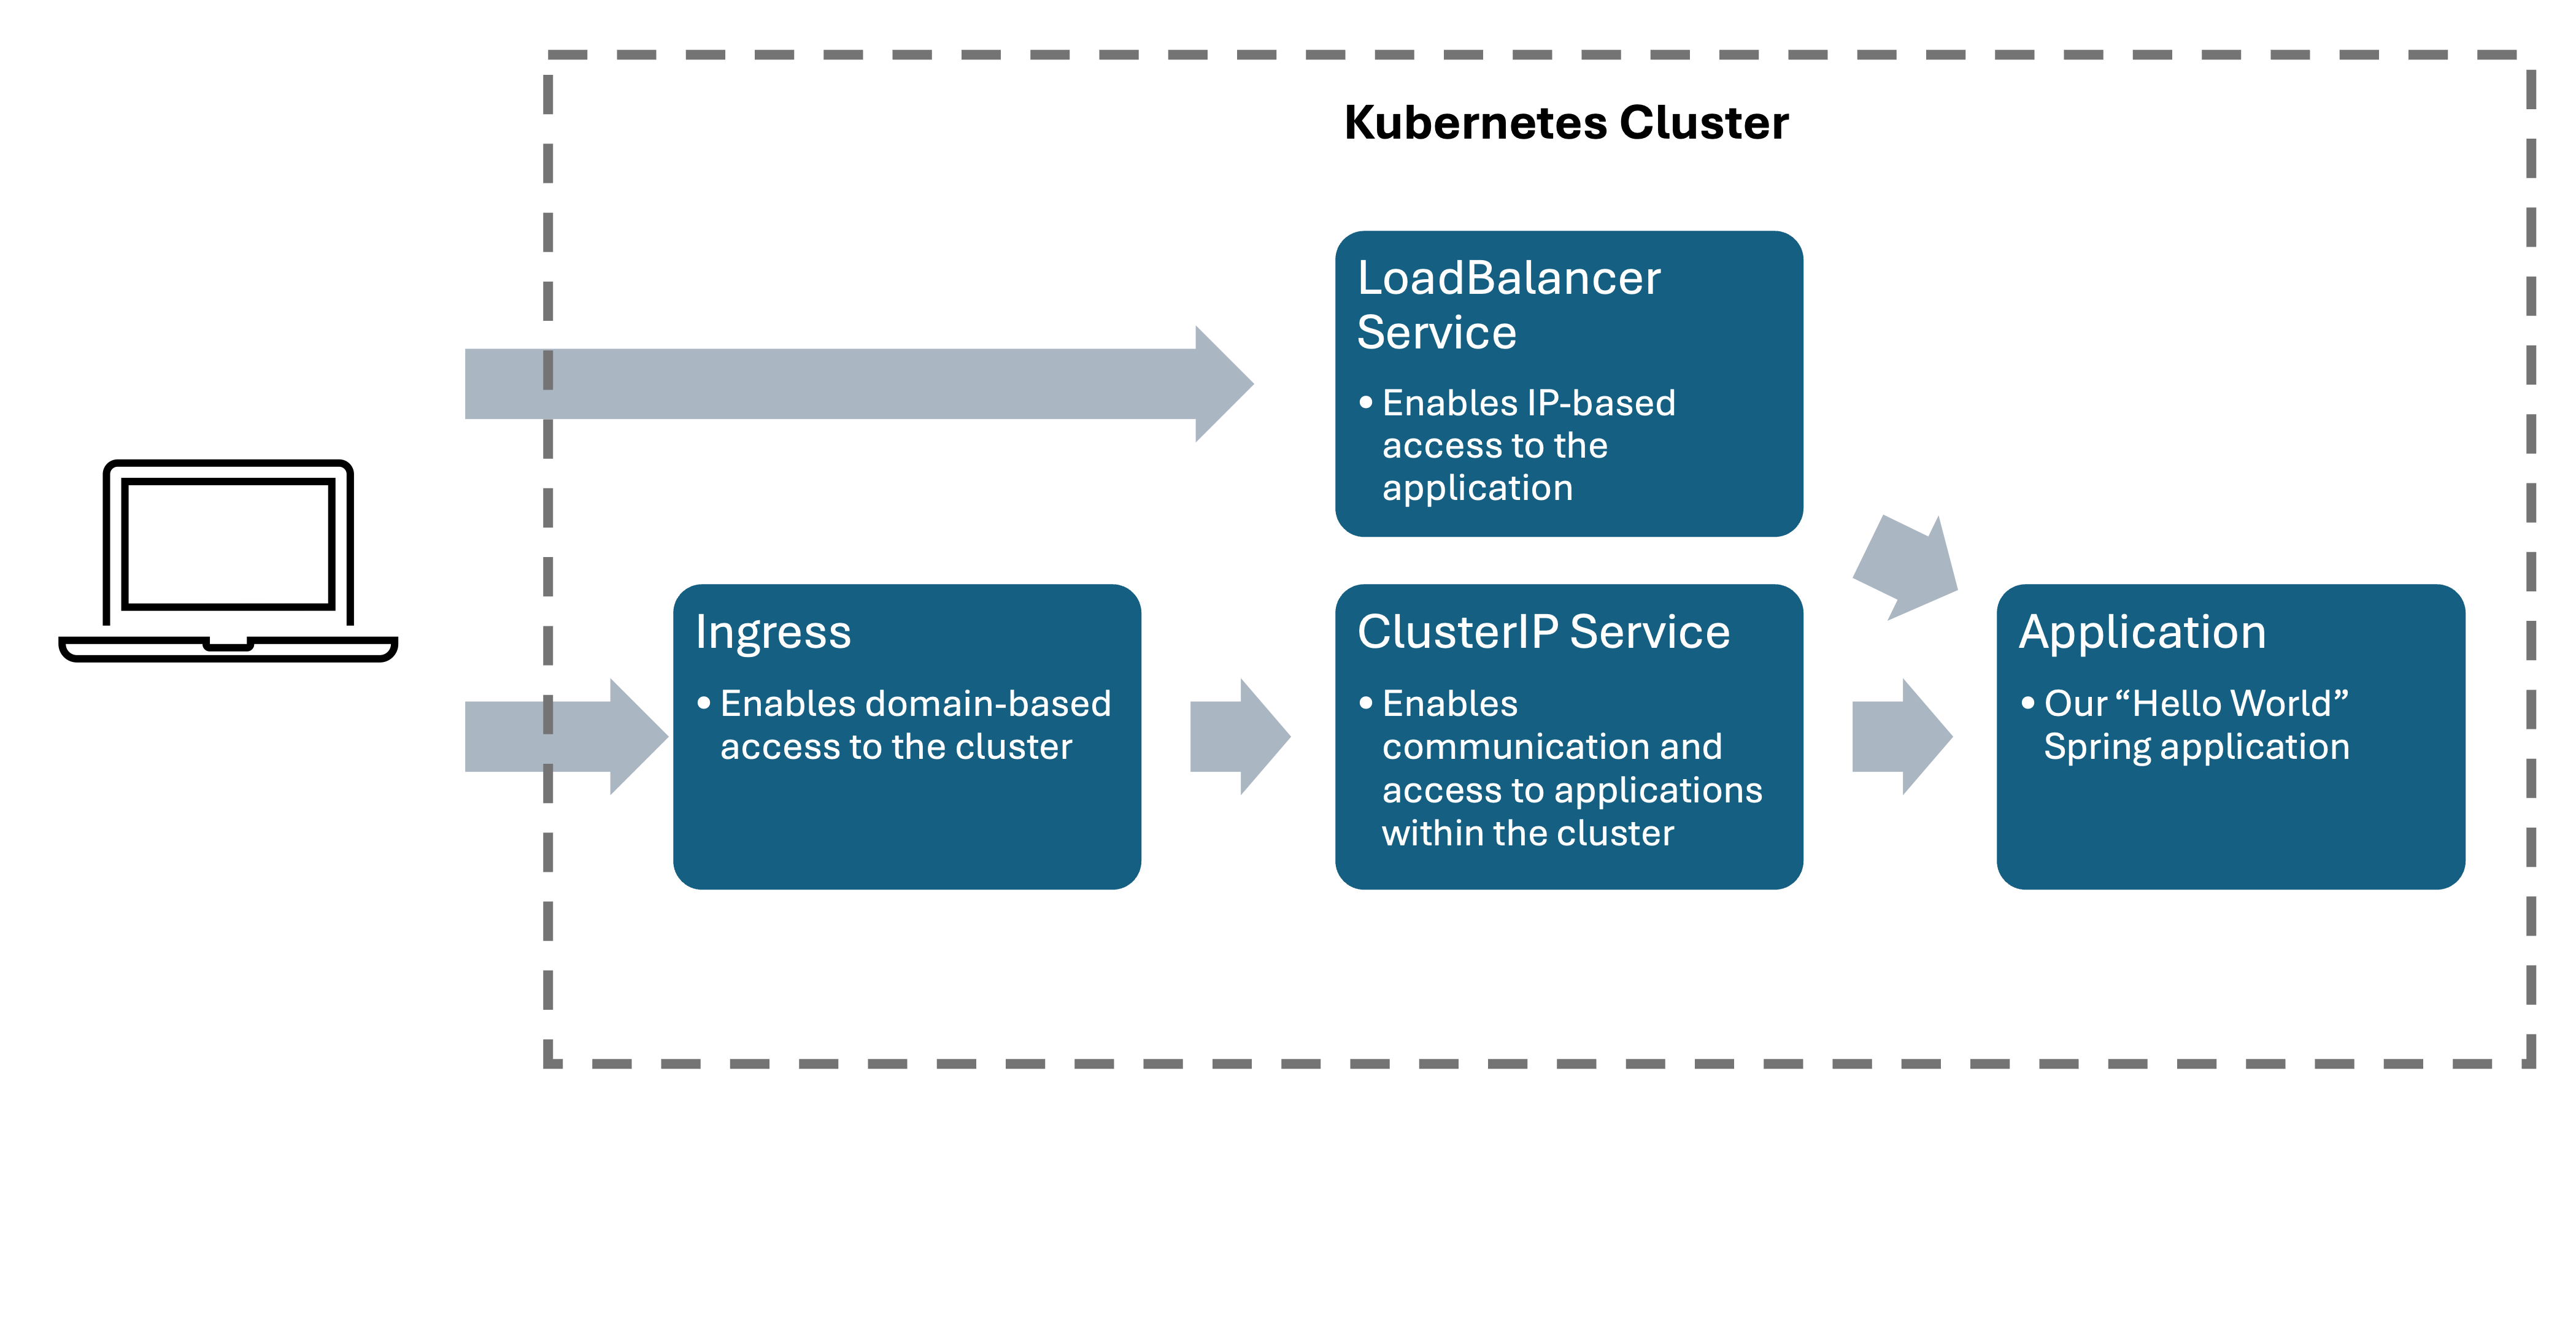 Kubernetes Cluster
LoadBalancer
Service
• Enables IP-based
access to the
application
Ingress
• Enables domain-based
access to the cluster
ClusterIP Service
• Enables
communication and
access to applications
within the cluster
Application
• Our “Hello World”
Spring application